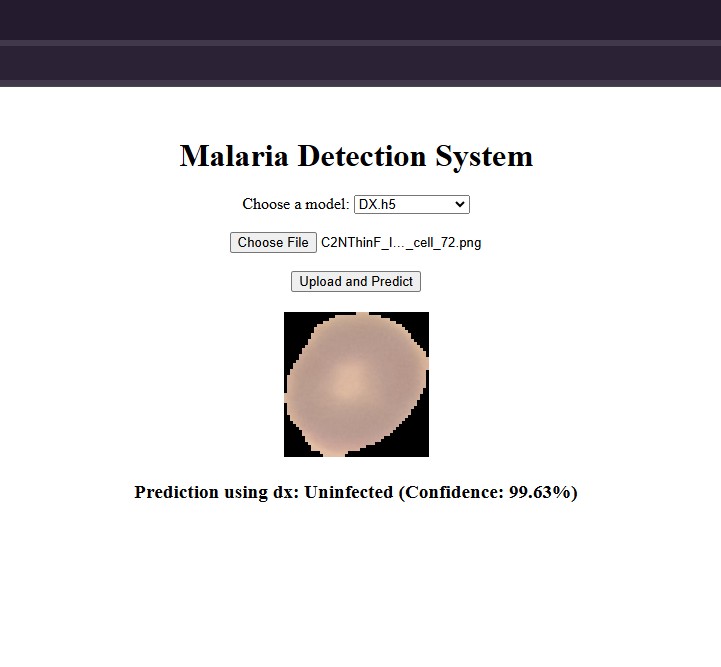 Malaria Detection System
Choose a model: DX.h5
Choose File C2NThinF_I..._cell_72.png
Upload and Predict
Prediction using dx: Uninfected (Confidence: 99.63%)